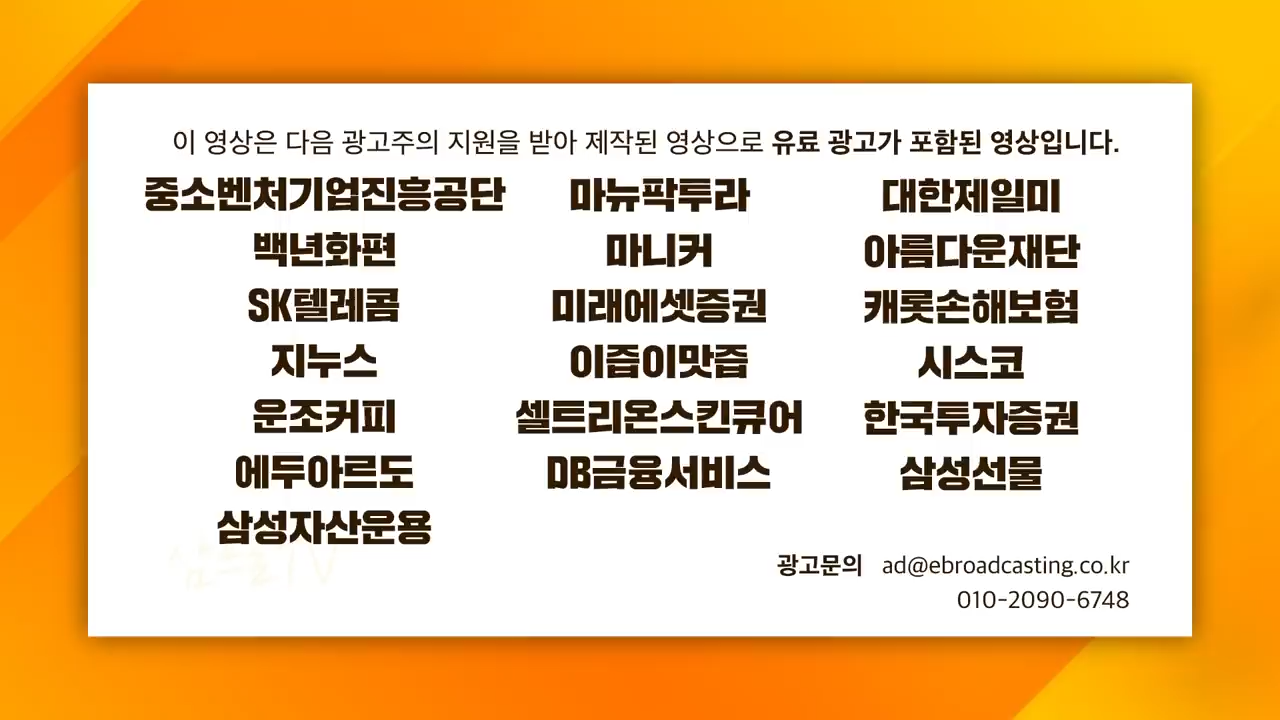 이 영상은 다음 광고주의 지원을 받아 제작된 영상으로 유료 광고가 포함된 영상입니다.
중소벤처기업진흥공단 마뉴팍투라 대한제일미
백년화편 마니커 아름다운재단
SK텔레콤 미래에셋증권 캐롯손해보험
지누스 이즙이맛즙 시스코
운조커피 셀트리온스킨큐어 한국투자증권
에두아르도 DB금융서비스 삼성선물
삼성자산운용
광고문의 ad@ebroadcasting.co.kr
010-2090-6748